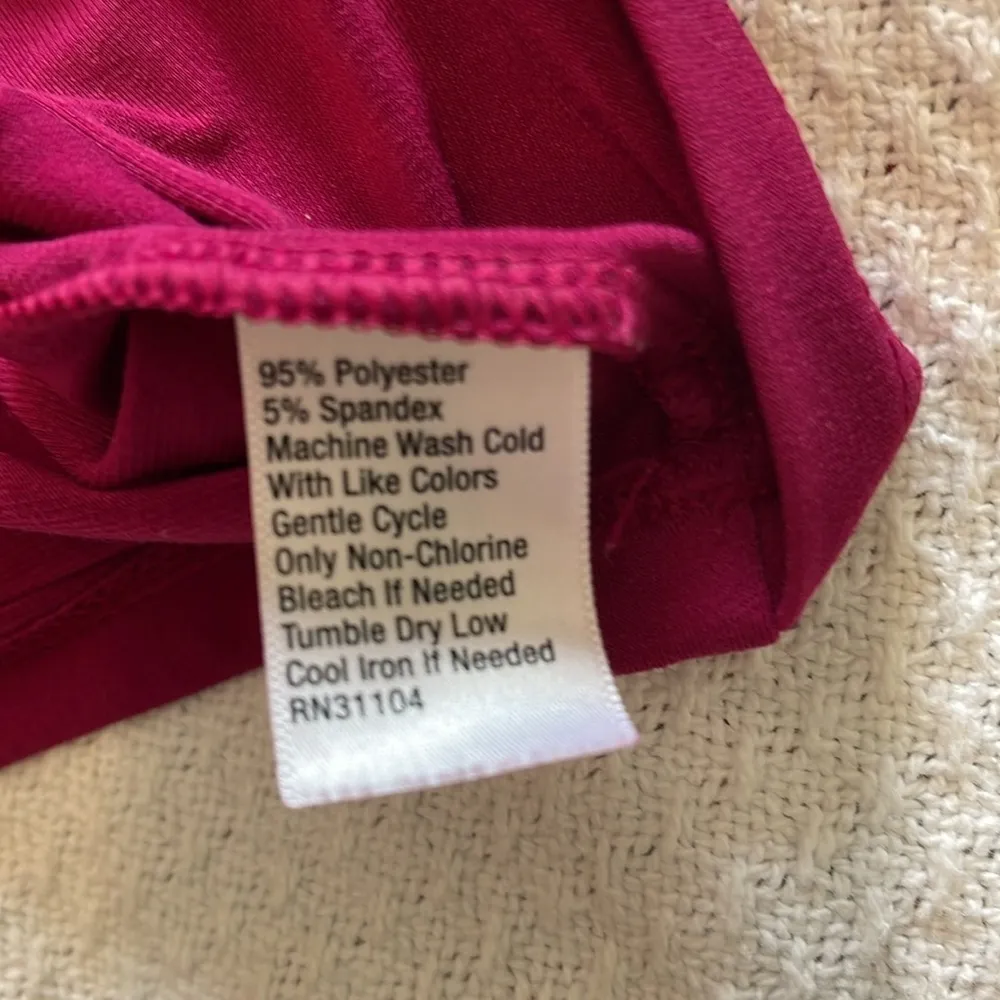 95% Polyester
5% Spandex
Machine Wash Cold
With Like Colors
Gentle Cycle
Only Non-Chlorine
Bleach If Needed
Tumble Dry Low
Cool Iron If Needed
RN31104